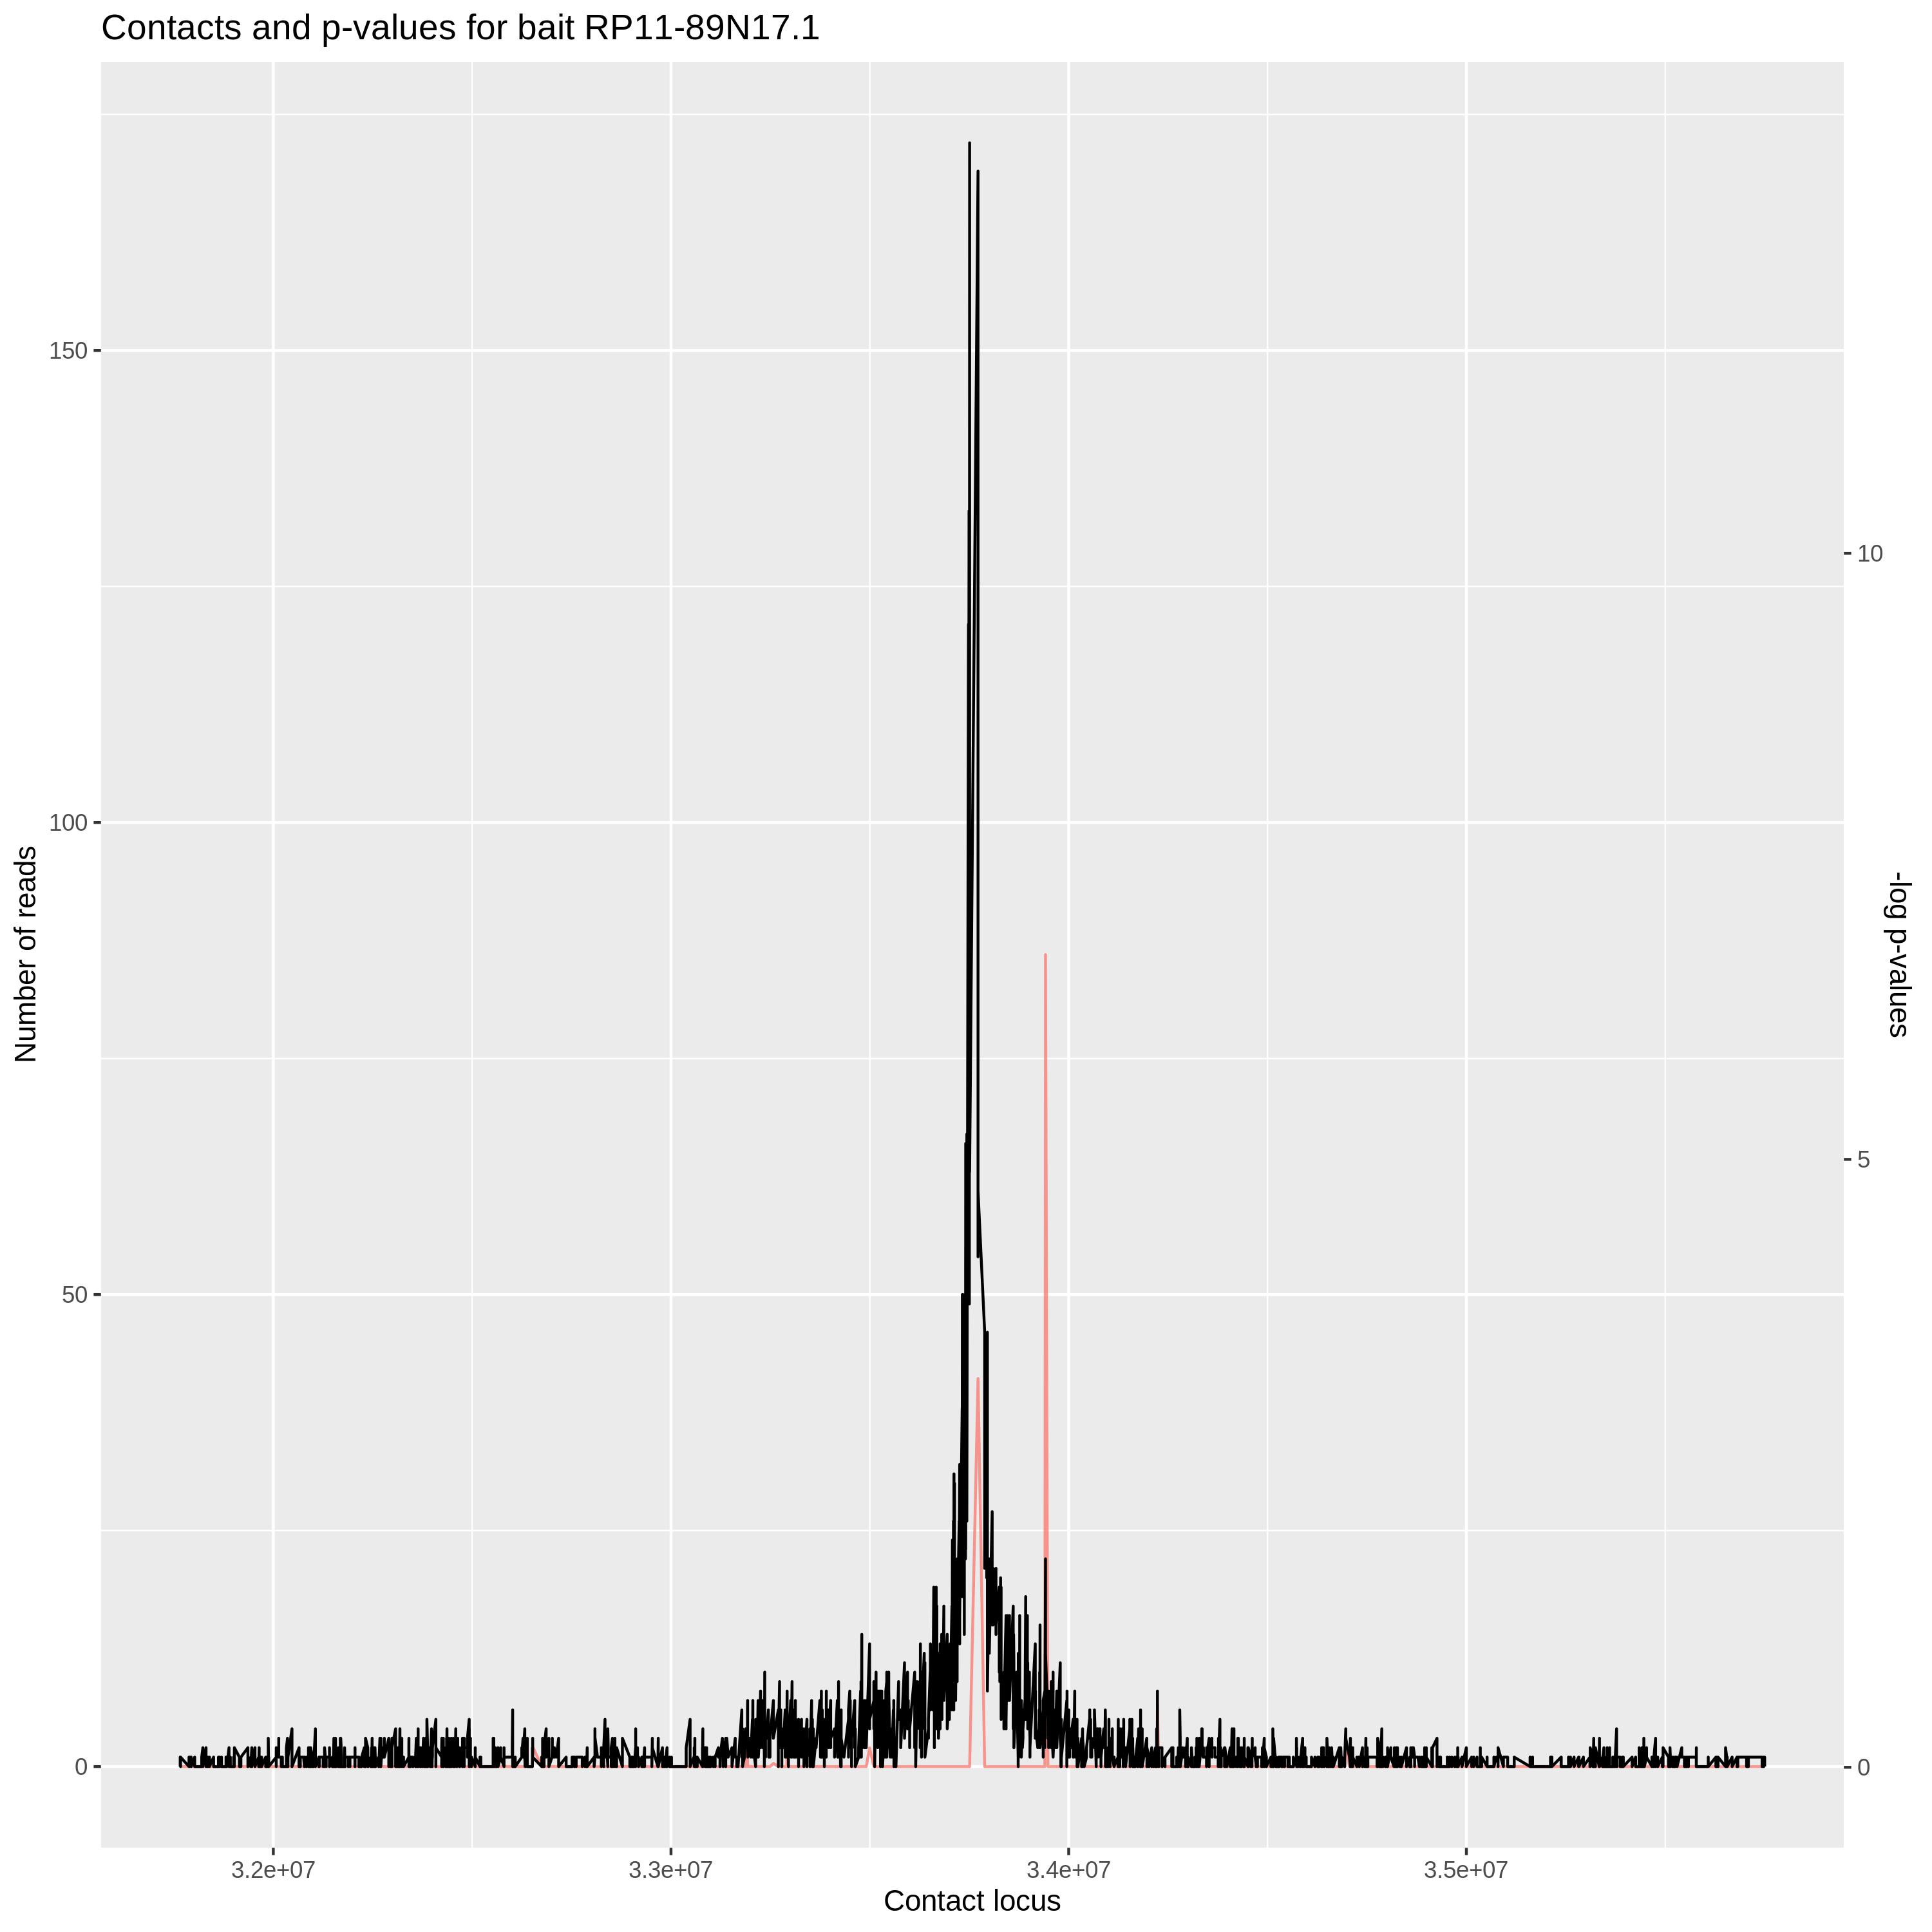 Contacts and p-values for bait RP11-89N17.1
Number of reads
150
100
50
0
10
5
0
-log p-values
3.2e+07 3.3e+07 3.4e+07 3.5e+07
Contact locus